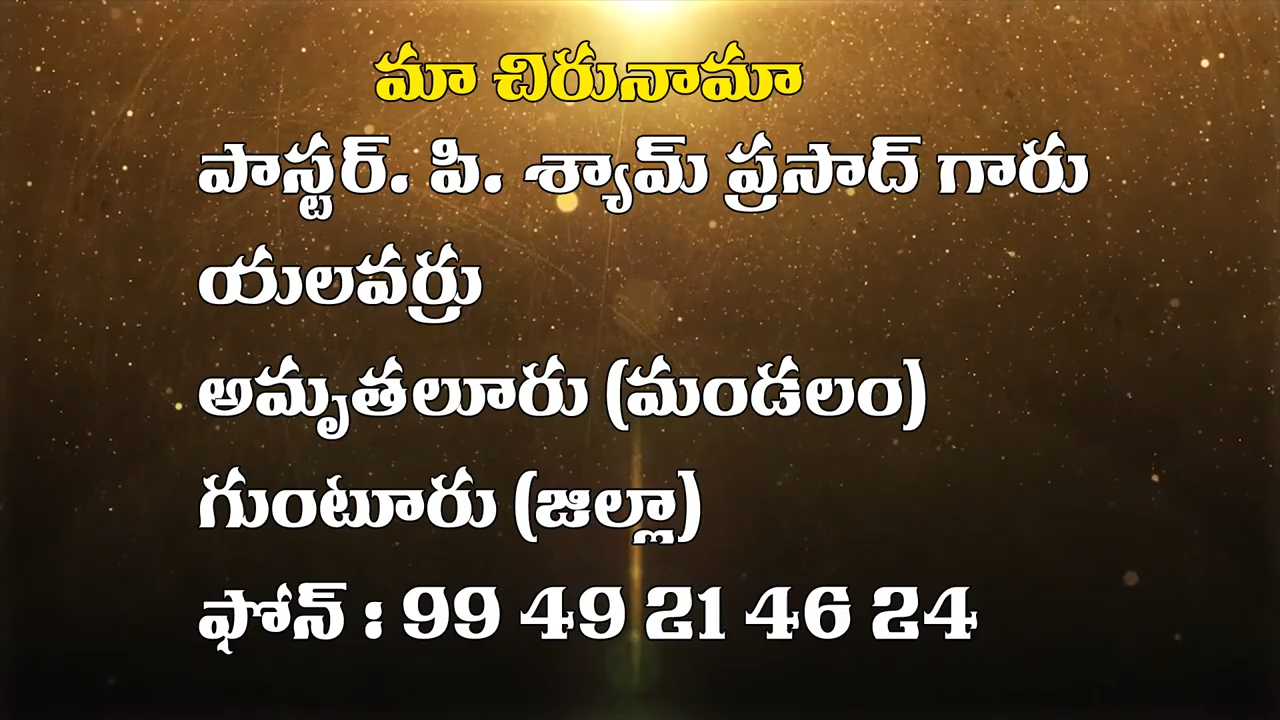 మా చిరునామా
పాస్టర్. పి. శ్యామ్ ప్రసాద్ గారు
యలవర్రు
అమృతలూరు (మండలం)
గుంటూరు (జిల్లా)
ఫోన్ : 99 49 21 46 24